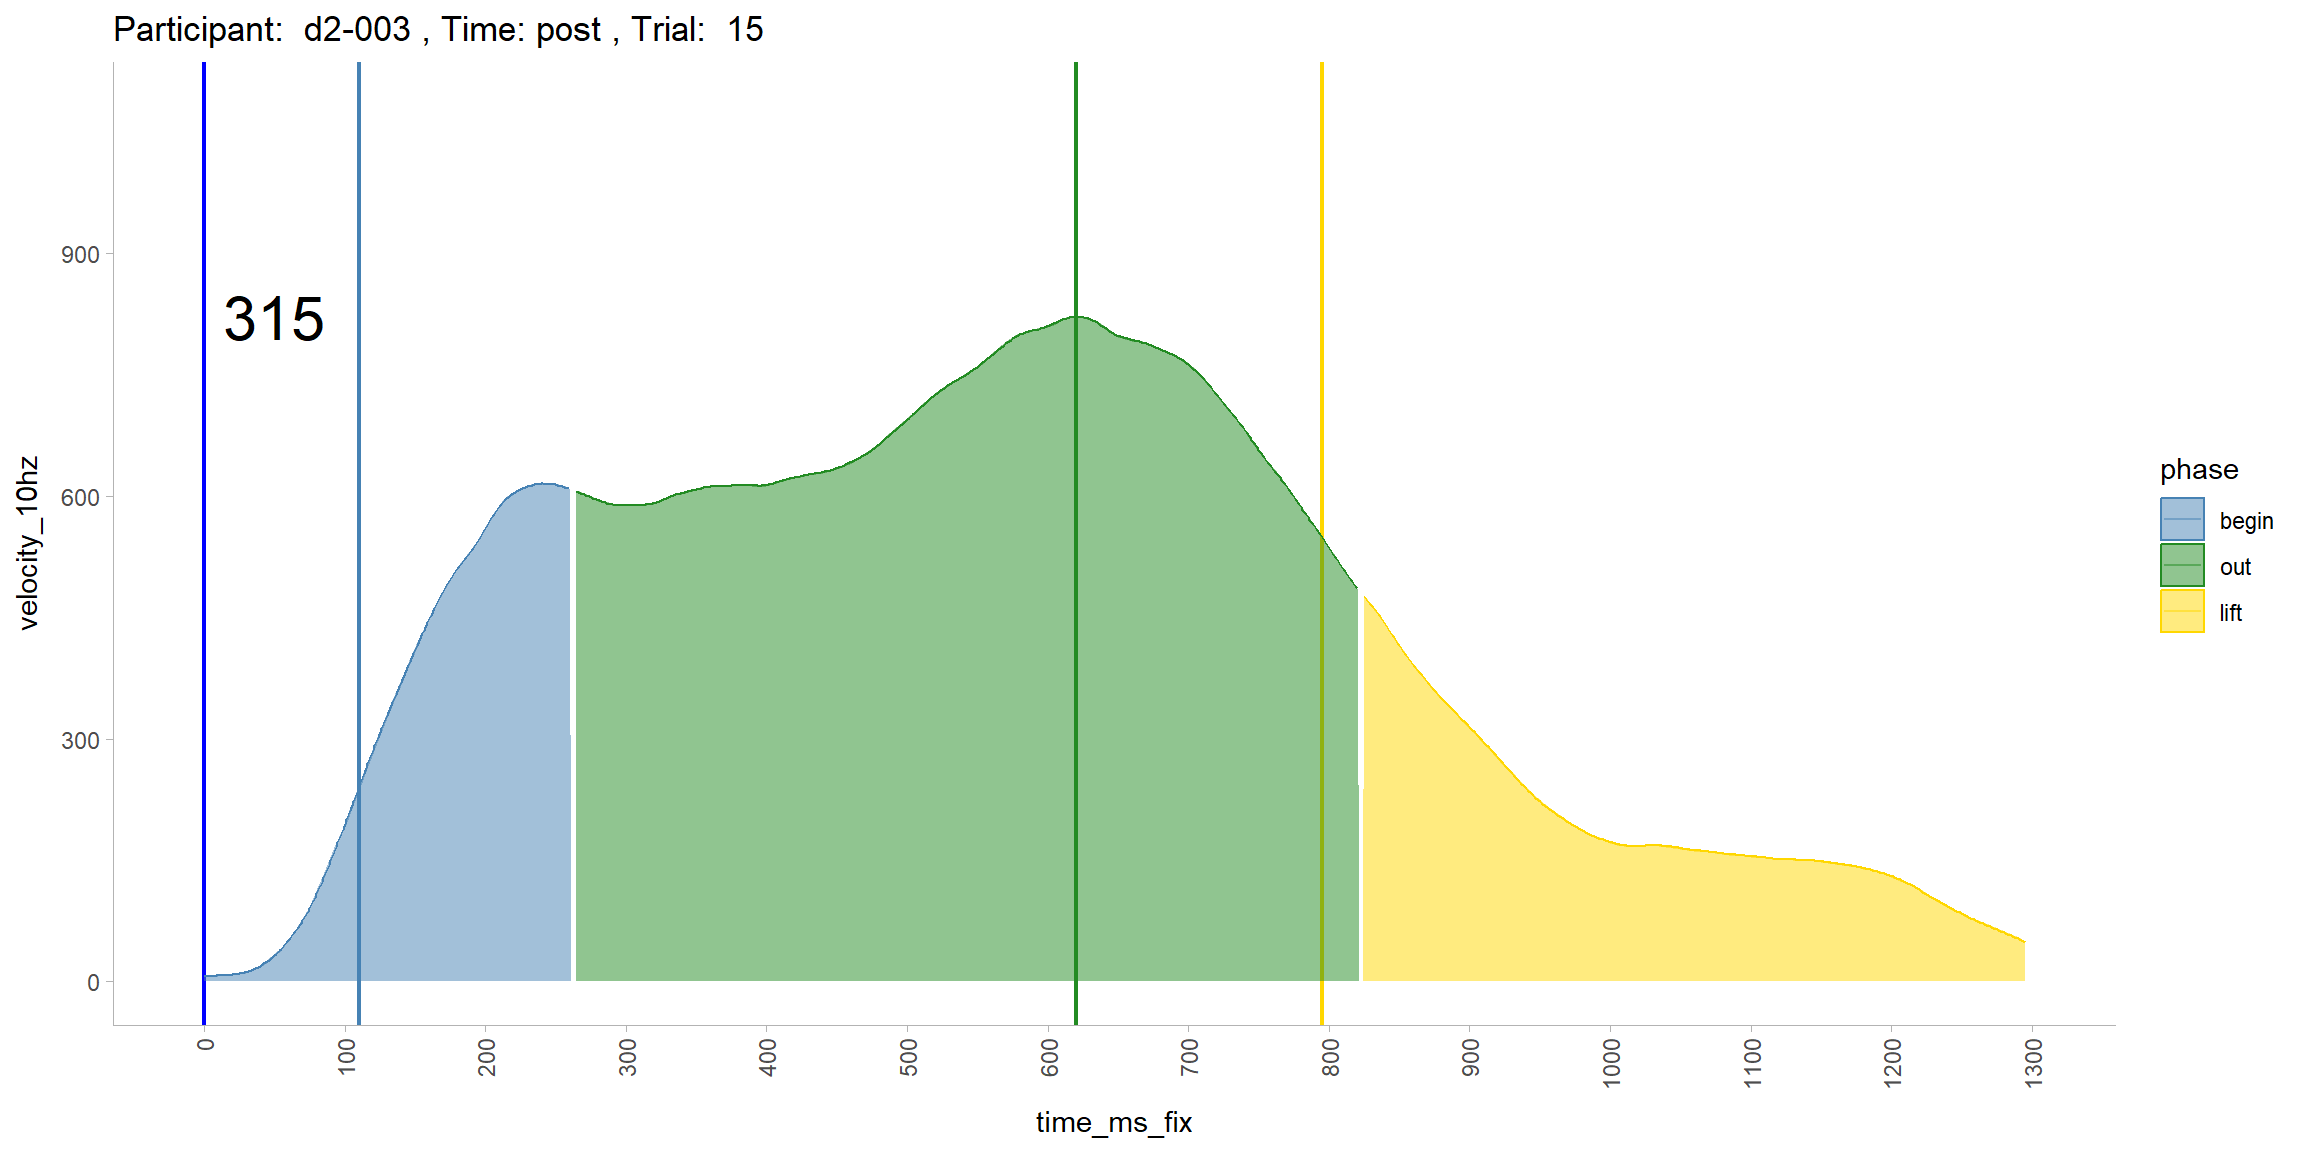 Participant:  d2-003 , Time: post , Trial:  15
315
velocity_10hz
900
600
300
0
0
100
200
300
400
500
600
700
800
900
1000
1100
1200
1300
time_ms_fix
phase
begin
out
lift